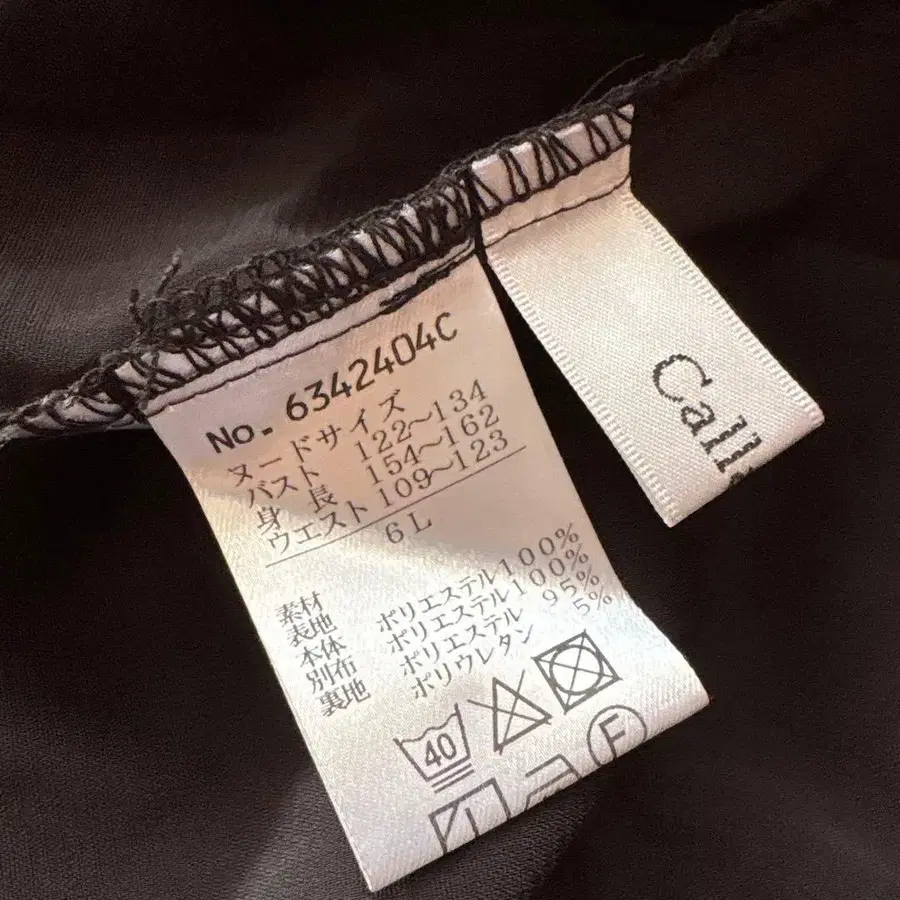 No. 6342404C
ヌードサイズ
バスト 122～134
身長 154～162
ウエスト 109～123
6L
素材
表地
本体 ポリエステル100%
別布 ポリエステル100%
裏地 ポリエステル 95%
ポリウレタン 5%
40
F
Call